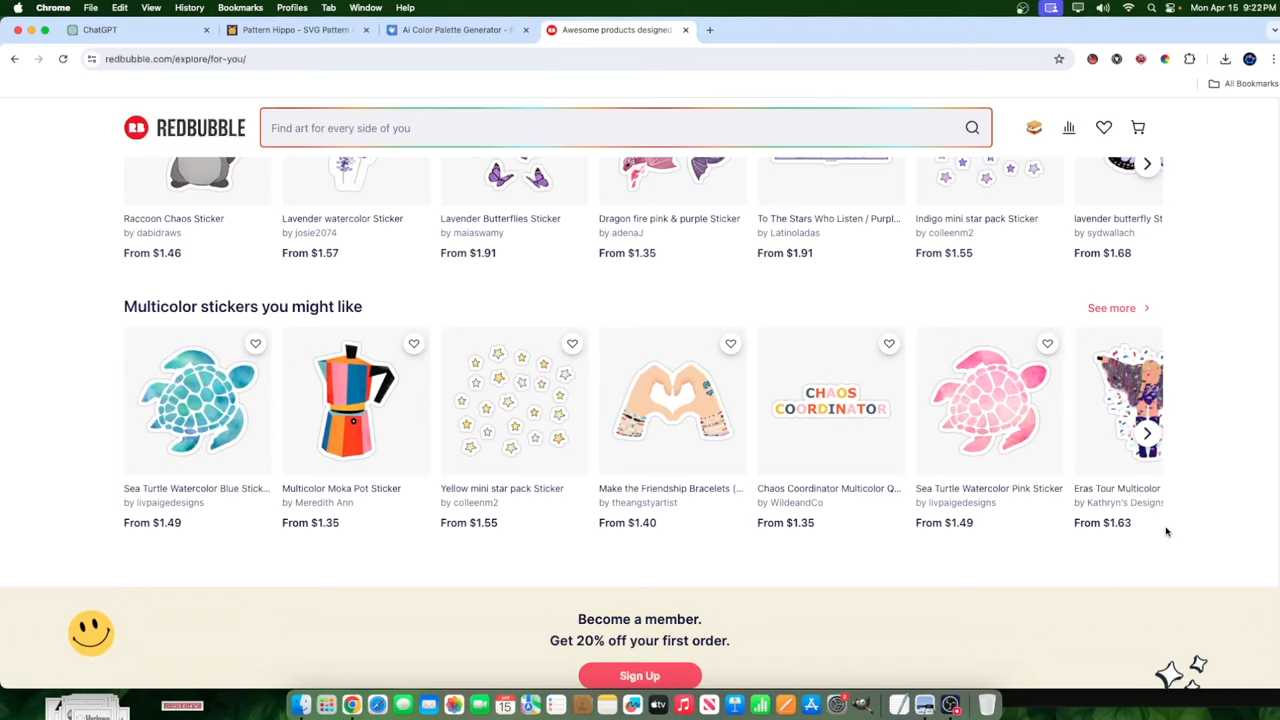 Chrome File Edit View History Bookmarks Profiles Tab Window Help Mon Apr 15 9:22PM
ChatGPT Pattern Hippo - SVG Pattern Ai Color Palette Generator - Awesome products designed
redbubble.com/explore/for-you/
All Bookmarks
RB REDBUBBLE Find art for every side of you
Raccoon Chaos Sticker Lavender watercolor Sticker Lavender Butterflies Sticker Dragon fire pink & purple Sticker To The Stars Who Listen / Purpl... Indigo mini star pack Sticker lavender butterfly St
by dabidraws by josie2074 by maiaswamy by adenaJ by Latinoladas by colleenm2 by sydwallach
From $1.46 From $1.57 From $1.91 From $1.35 From $1.91 From $1.55 From $1.68
Multicolor stickers you might like See more
CHAOS
COORDINATOR
Sea Turtle Watercolor Blue Stick... Multicolor Moka Pot Sticker Yellow mini star pack Sticker Make the Friendship Bracelets (... Chaos Coordinator Multicolor Q... Sea Turtle Watercolor Pink Sticker Eras Tour Multicolor
by livpaigedesigns by Meredith Ann by colleenm2 by theangstyartist by WildeandCo by livpaigedesigns by Kathryn's Designs
From $1.49 From $1.35 From $1.55 From $1.40 From $1.35 From $1.49 From $1.63
Become a member.
Get 20% off your first order.
Sign Up